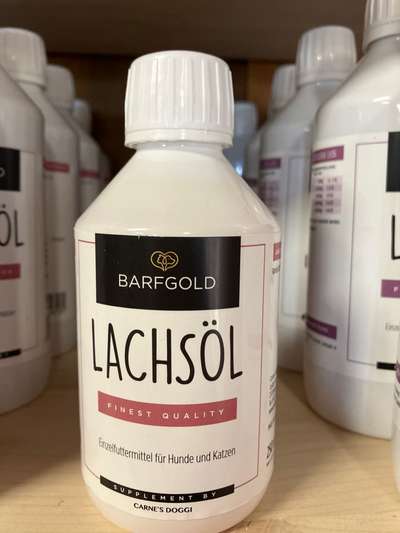 BARFGOLD
LACHSÖL
FINEST QUALITY
Einzelfuttermittel für Hunde und Katzen
SUPPLEMENT BY
CARNE'S DOGGI